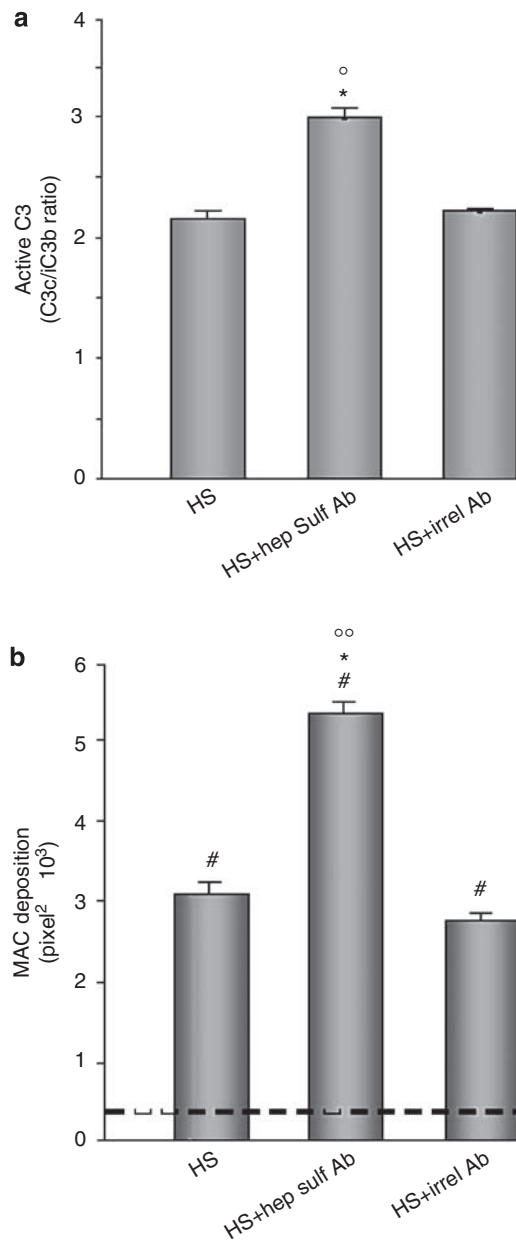 a
4
3
2
1
0
Active C3
(C3c/iC3b ratio)
°
*
HS
HS+hep Sulf Ab
HS+irrel Ab
b
6
5
4
3
2
1
0
MAC deposition
(pixel² 10³)
°°
*
#
#
#
HS
HS+hep sulf Ab
HS+irrel Ab